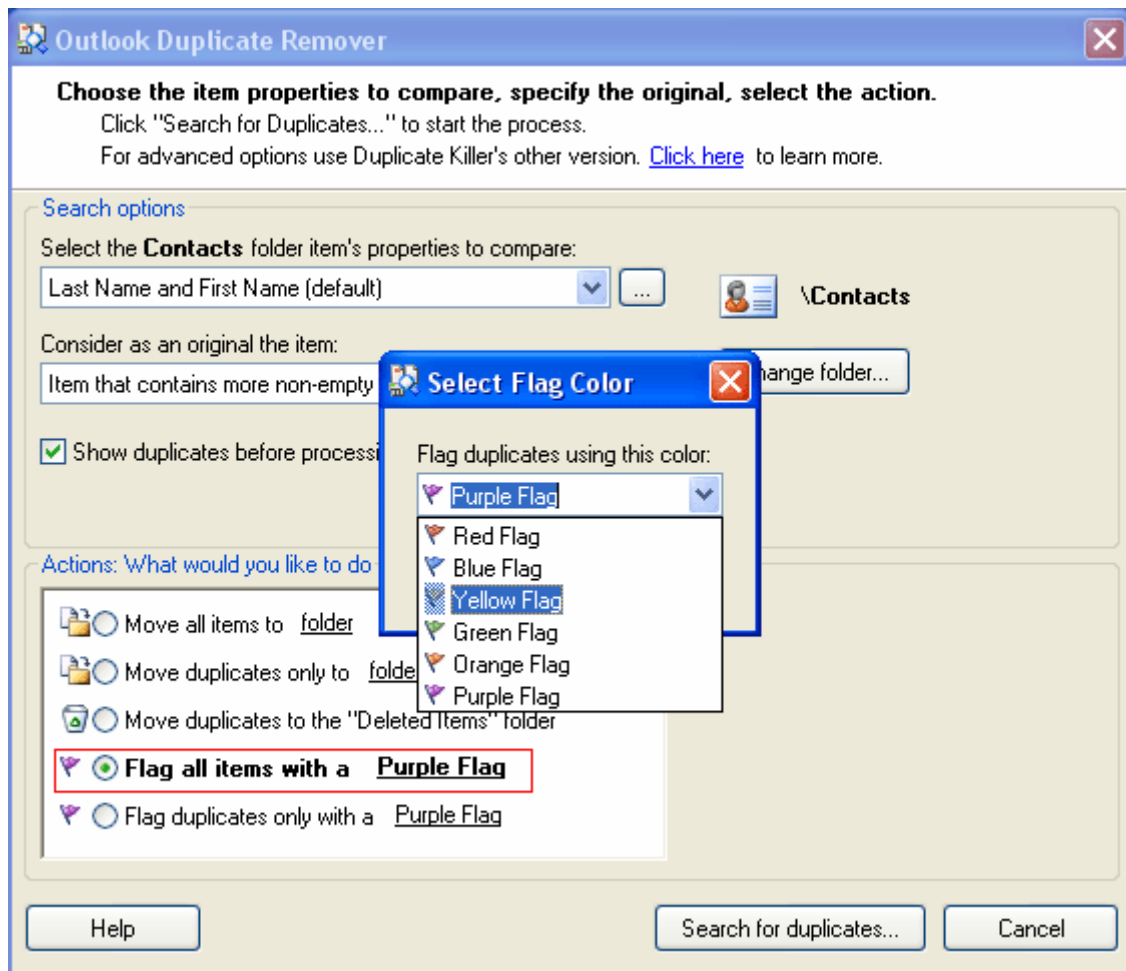 Outlook Duplicate Remover
Choose the item properties to compare, specify the original, select the action.
Click "Search for Duplicates..." to start the process.
For advanced options use Duplicate Killer's other version. Click here to learn more.
Search options
Select the Contacts folder item's properties to compare:
Last Name and First Name (default)
...
\Contacts
Consider as an original the item:
Item that contains more non-empty
hange folder...
Show duplicates before processi
Select Flag Color
Flag duplicates using this color:
Purple Flag
Red Flag
Blue Flag
Yellow Flag
Green Flag
Orange Flag
Purple Flag
Actions: What would you like to do
Move all items to folder
Move duplicates only to folde
Move duplicates to the "Deleted Items" folder
Flag all items with a Purple Flag
Flag duplicates only with a Purple Flag
Help
Search for duplicates...
Cancel